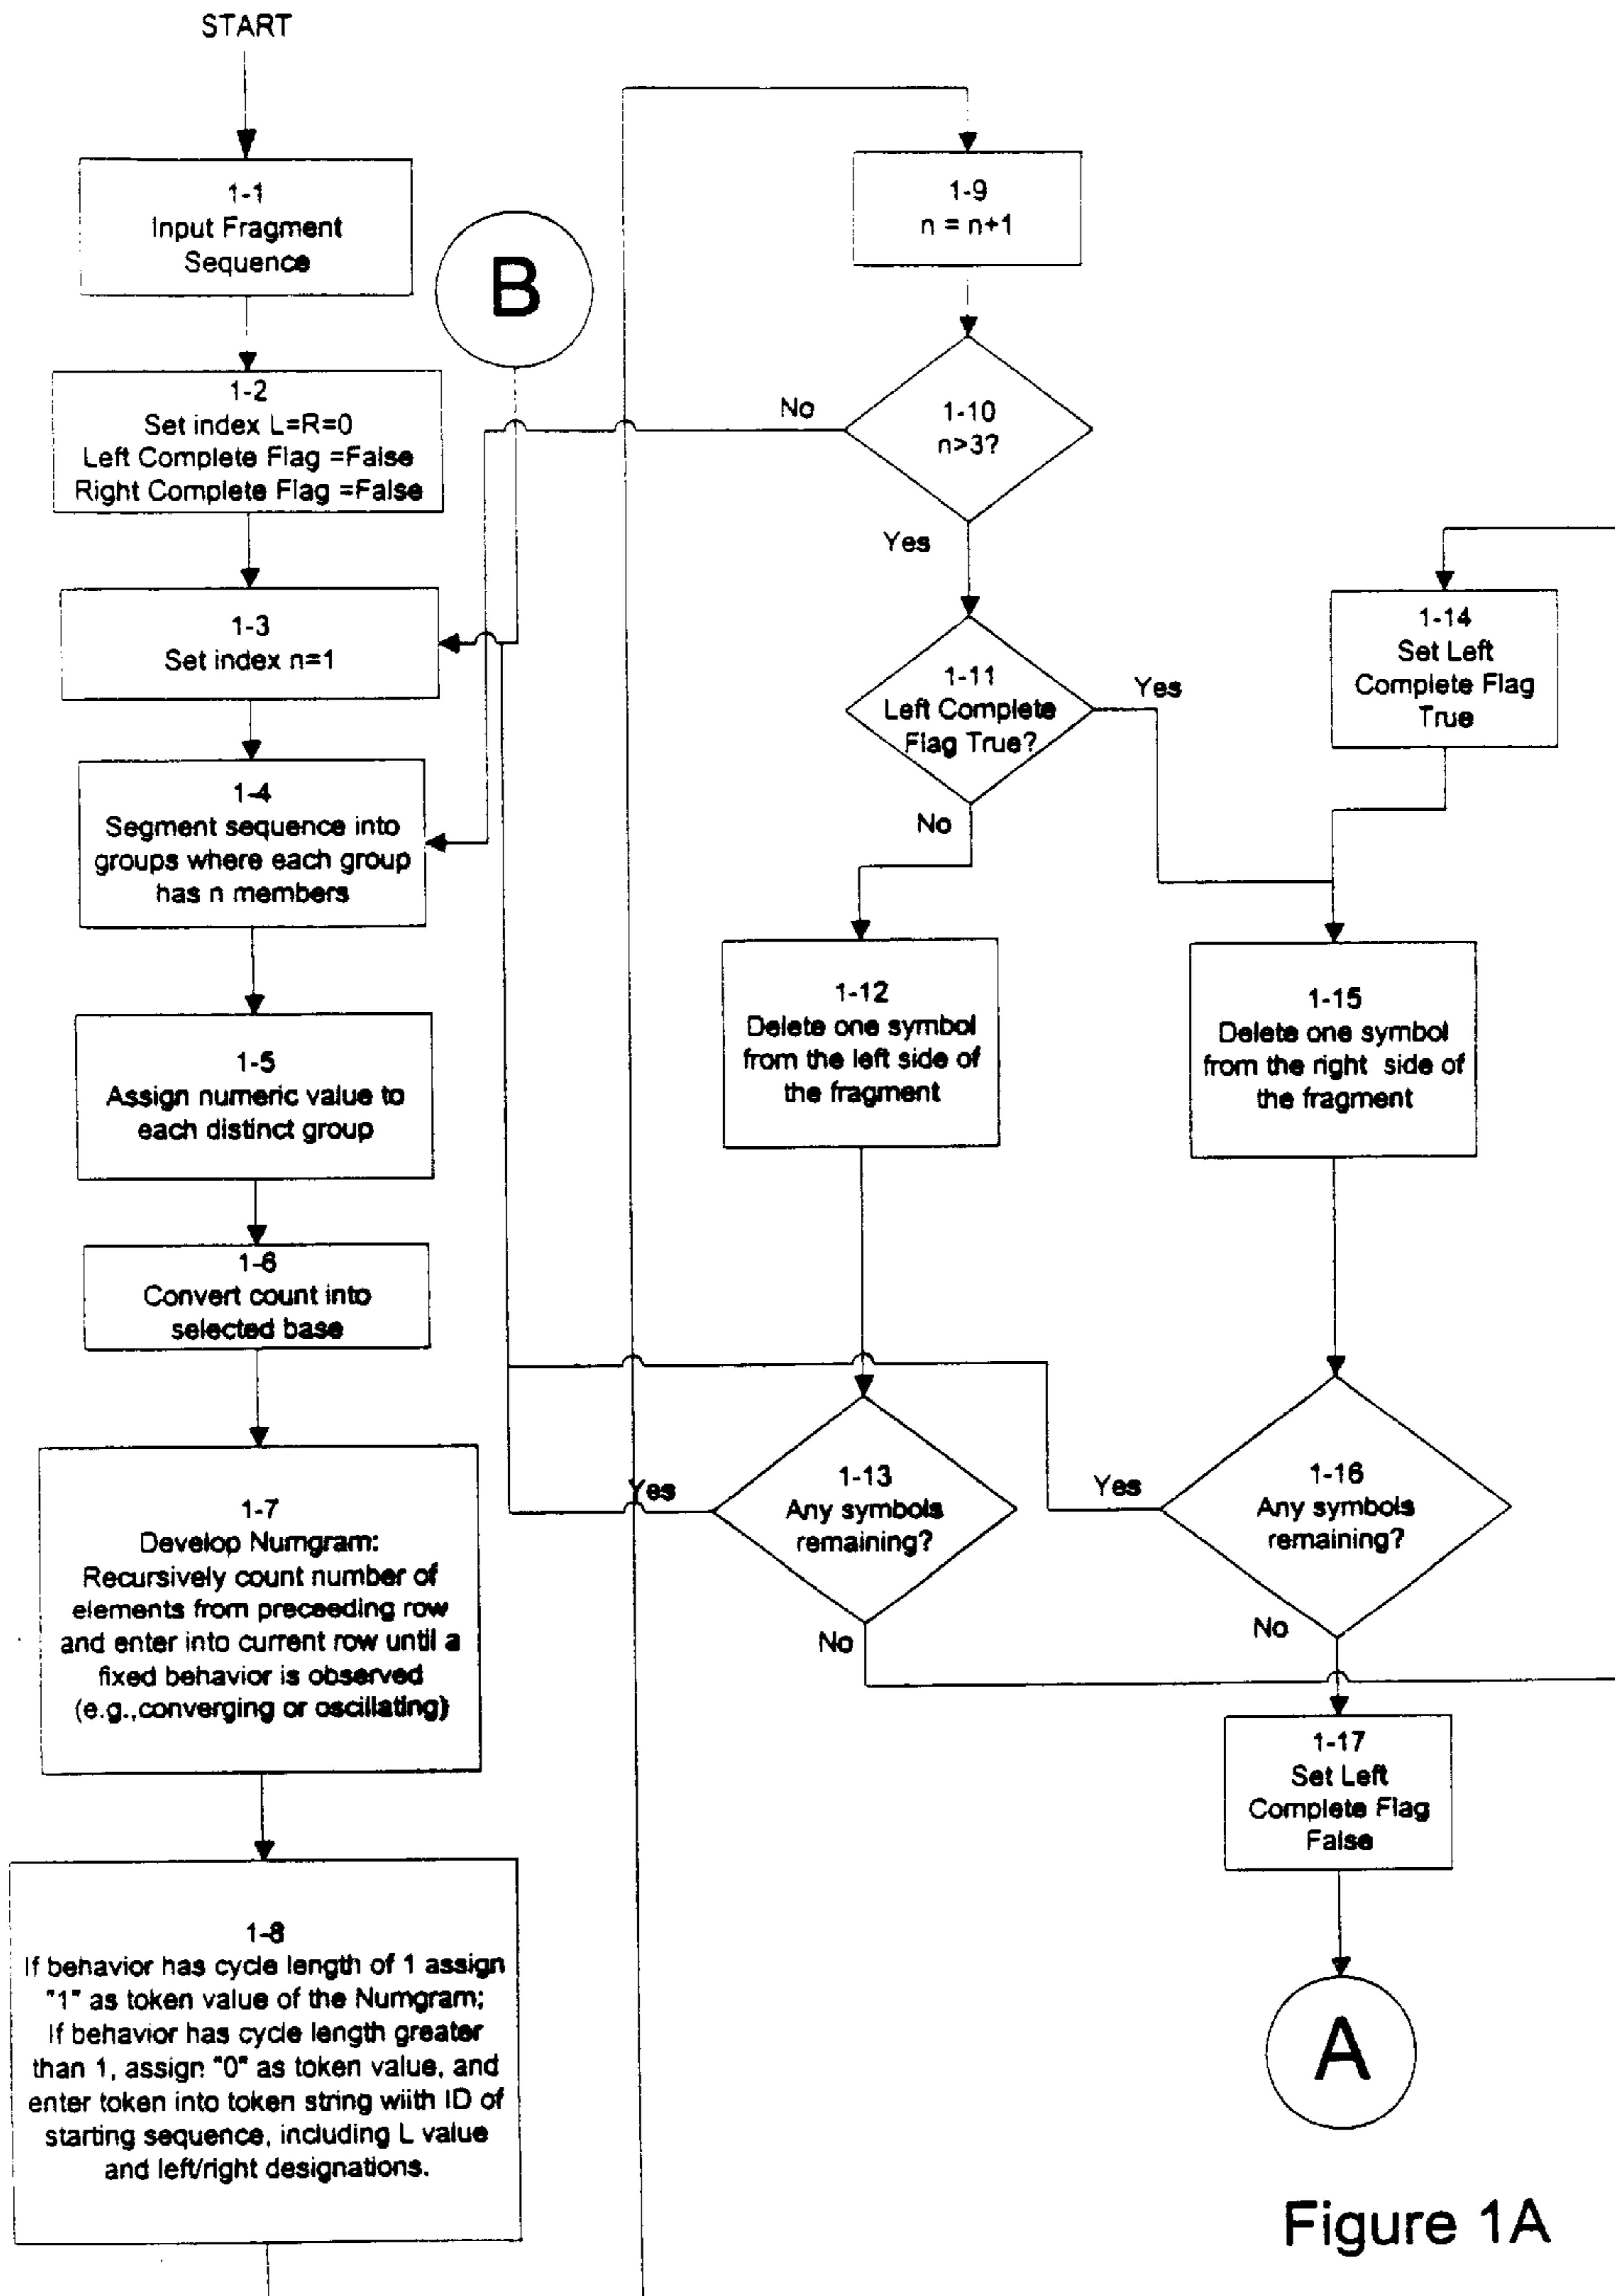 START
1-1
Input Fragment
Sequence
B
1-2
Set index L=R=0
Left Complete Flag =False
Right Complete Flag =False
1-3
Set index n=1
1-4
Segment sequence into
groups where each group
has n members
1-5
Assign numeric value to
each distinct group
1-6
Convert count into
selected base
1-7
Develop Numgram:
Recursively count number of
elements from preceeding row
and enter into current row until a
fixed behavior is observed
(e.g.,converging or oscillating)
1-8
If behavior has cycle length of 1 assign
"1" as token value of the Numgram;
If behavior has cycle length greater
than 1, assign "0" as token value, and
enter token into token string wiith ID of
starting sequence, including L value
and left/right designations.
1-9
n = n+1
1-10
n>3?
No
Yes
1-11
Left Complete
Flag True?
Yes
No
1-12
Delete one symbol
from the left side of
the fragment
1-13
Any symbols
remaining?
Yes
No
1-14
Set Left
Complete Flag
True
1-15
Delete one symbol
from the right side of
the fragment
1-16
Any symbols
remaining?
Yes
No
1-17
Set Left
Complete Flag
False
A
Figure 1A